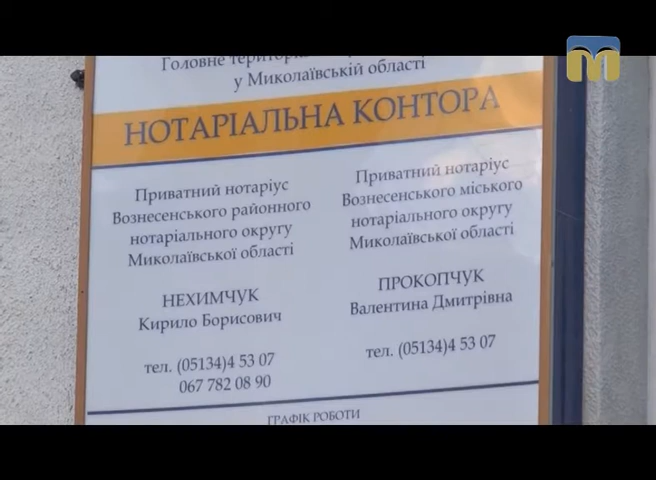 Головне
у Миколаївській області
НОТАРІАЛЬНА КОНТОРА
Приватний нотаріус
Вознесенського районного
нотаріального округу
Миколаївської області
НЕХИМЧУК
Кирило Борисович
тел. (05134)4 53 07
067 782 08 90
Приватний нотаріус
Вознесенського міського
нотаріального округу
Миколаївської області
ПРОКОПЧУК
Валентина Дмитрівна
тел. (05134)4 53 07
ГРАФІК РОБОТИ